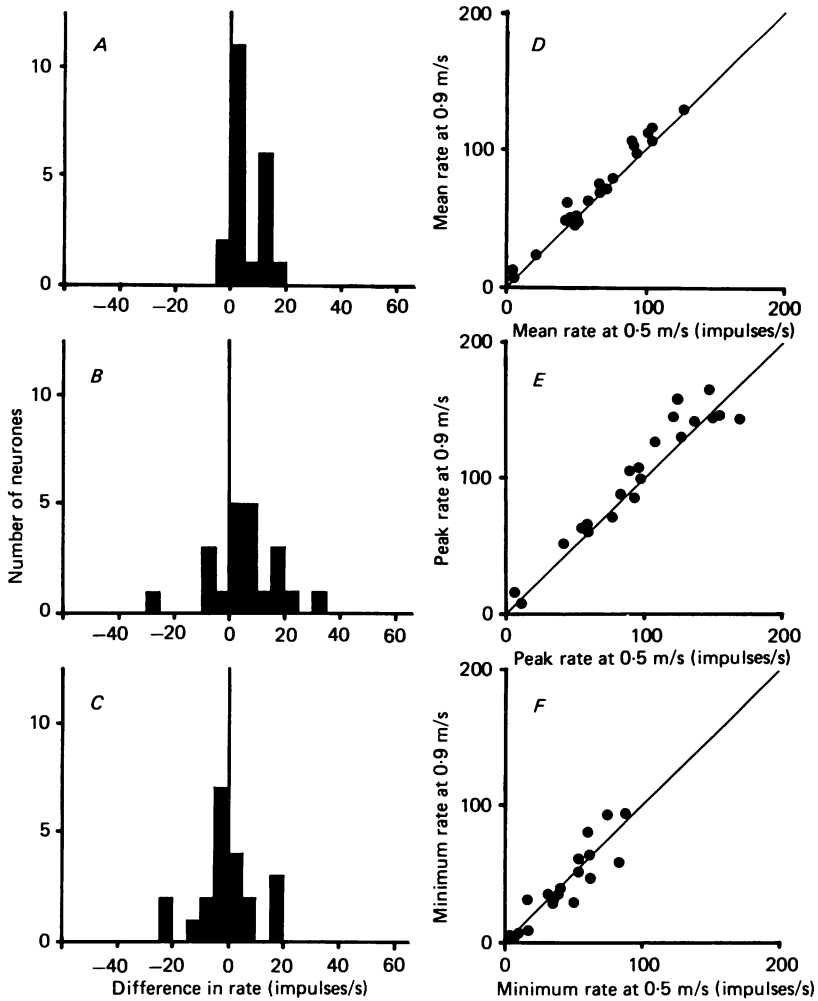 A
10
5
0
−40 −20 0 20 40 60
B
10
5
0
−40 −20 0 20 40 60
Number of neurones
C
10
5
0
−40 −20 0 20 40 60
Difference in rate (impulses/s)
D
200
100
0
0 100 200
Mean rate at 0·9 m/s
Mean rate at 0·5 m/s (impulses/s)
E
200
100
0
0 100 200
Peak rate at 0·9 m/s
Peak rate at 0·5 m/s (impulses/s)
F
200
100
0
0 100 200
Minimum rate at 0·9 m/s
Minimum rate at 0·5 m/s (impulses/s)